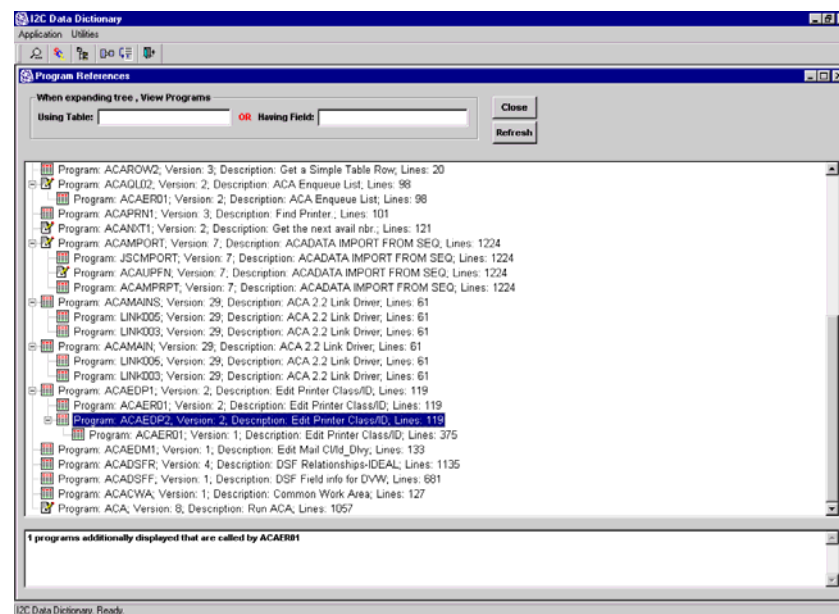 I2C Data Dictionary
Application Utilities
Program References
When expanding tree , View Programs
Using Table: OR Having Field:
Close
Refresh
Program: ACAROW2; Version: 3; Description: Get a Simple Table Row; Lines: 20
Program: ACAQL02, Version: 2; Description: ACA Enqueue List, Lines: 98
Program: ACAER01; Version: 2; Description: ACA Enqueue List; Lines: 98
Program: ACAPRN1; Version: 3; Description: Find Printer.; Lines: 101
Program: ACANXT1; Version: 2; Description: Get the next avail nbr.; Lines: 121
Program: ACAMPORT; Version: 7; Description: ACADATA IMPORT FROM SEQ; Lines: 1224
Program: JSCMPORT; Version: 7; Description: ACADATA IMPORT FROM SEQ; Lines: 1224
Program: ACAUPFN; Version: 7; Description: ACADATA IMPORT FROM SEQ; Lines: 1224
Program: ACAMPRPT; Version: 7; Description: ACADATA IMPORT FROM SEQ; Lines: 1224
Program: ACAMAINS; Version: 29; Description: ACA 2.2 Link Driver; Lines: 61
Program: LINK005; Version: 29; Description: ACA 2.2 Link Driver; Lines: 61
Program: LINK003; Version: 29; Description: ACA 2.2 Link Driver; Lines: 61
Program: ACAMAIN; Version: 29; Description: ACA 2.2 Link Driver; Lines: 61
Program: LINK005; Version: 29; Description: ACA 2.2 Link Driver; Lines: 61
Program: LINK003; Version: 29; Description: ACA 2.2 Link Driver; Lines: 61
Program: ACAEDP1; Version: 2; Description: Edit Printer Class/ID; Lines: 119
Program: ACAER01; Version: 2; Description: Edit Printer Class/ID; Lines: 119
Program: ACAEDP2; Version: 2; Description: Edit Printer Class/ID; Lines: 119
Program: ACAER01; Version: 1; Description: Edit Printer Class/ID; Lines: 375
Program: ACAEDM1; Version: 1; Description: Edit Mail Cl/Id_Dlvy; Lines: 133
Program: ACADSFR; Version: 4; Description: DSF Relationships-IDEAL; Lines: 1135
Program: ACADSFF; Version: 1; Description: DSF Field info for DVW; Lines: 681
Program: ACACWA; Version: 1; Description: Common Work Area; Lines: 127
Program: ACA; Version: 8; Description: Run ACA; Lines: 1057
1 programs additionally displayed that are called by ACAER01
I2C Data Dictionary. Ready.